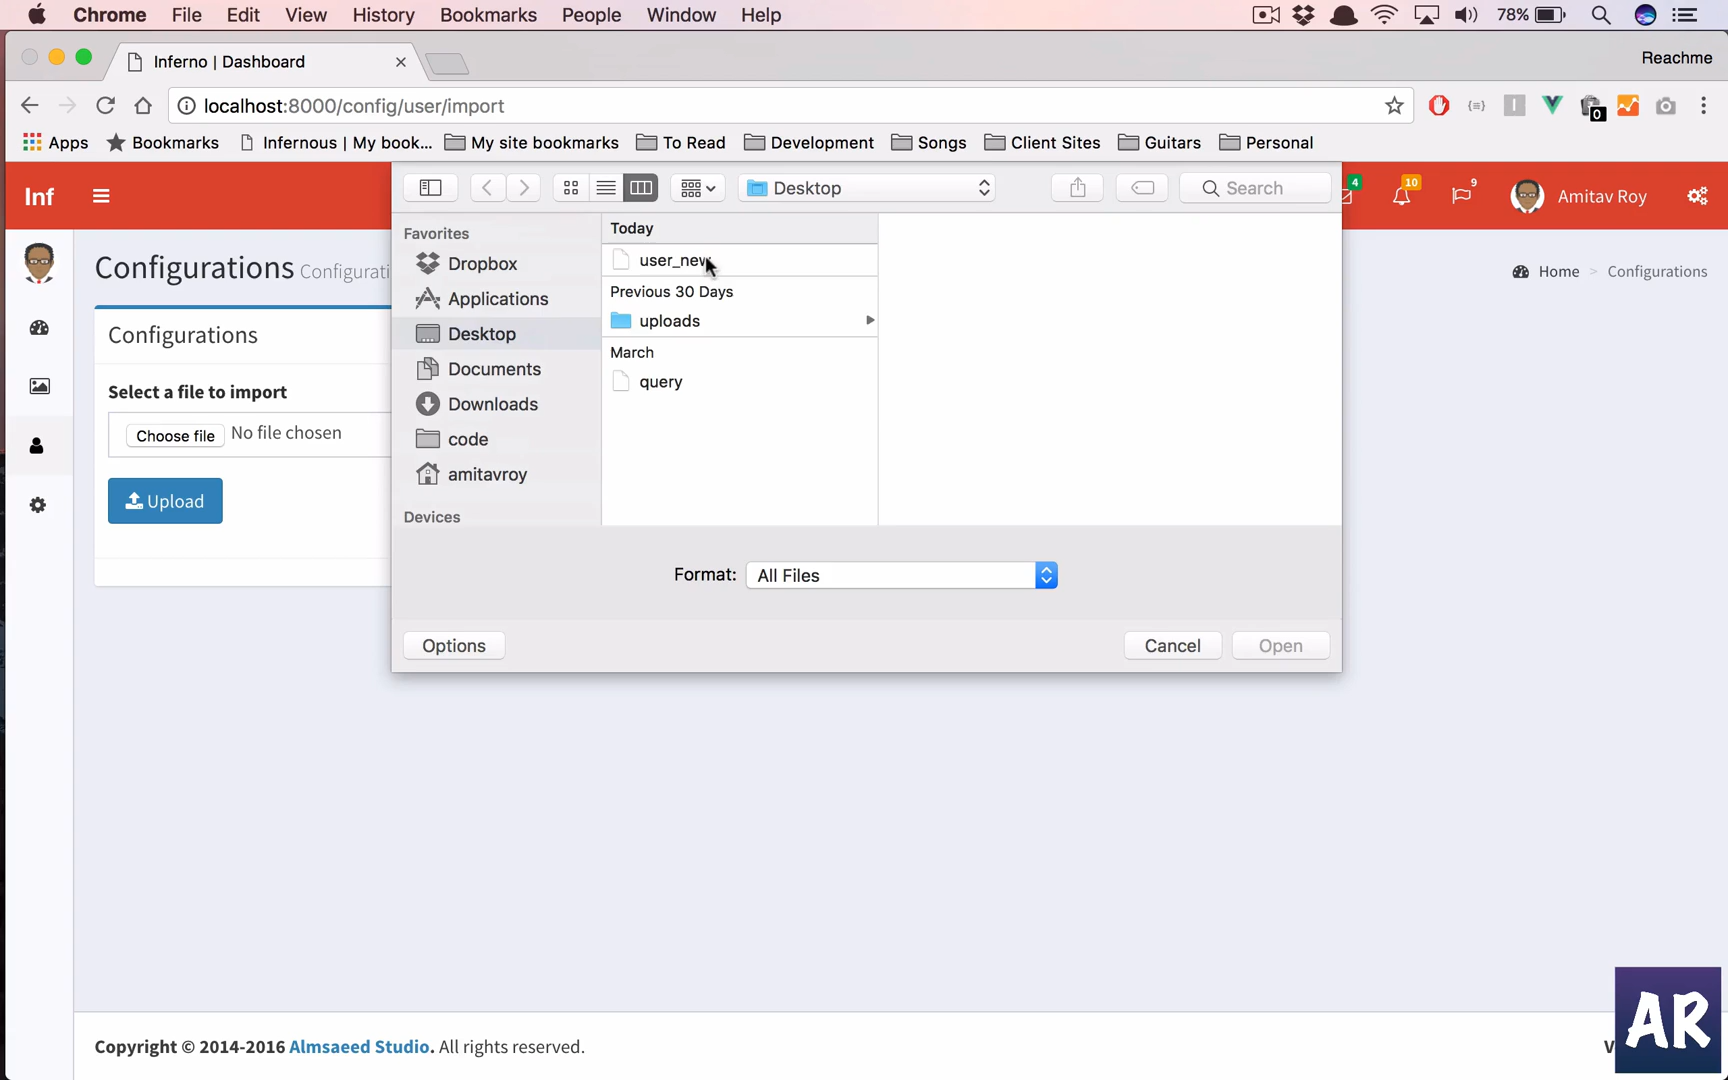 Chrome File Edit View History Bookmarks People Window Help 78%
Inferno | Dashboard Reachme
localhost:8000/config/user/import 0
Apps Bookmarks Infernous | My book... My site bookmarks To Read Development Songs Client Sites Guitars Personal
Inf Desktop Search 4 10 9 Amitav Roy
Configurations Configurati Home > Configurations
Configurations
Select a file to import
Choose file No file chosen
Upload
Favorites
Dropbox
Applications
Desktop
Documents
Downloads
code
amitavroy
Devices
Today
user_new
Previous 30 Days
uploads
March
query
Format: All Files
Options Cancel Open
Copyright © 2014-2016 Almsaeed Studio. All rights reserved. V
AR